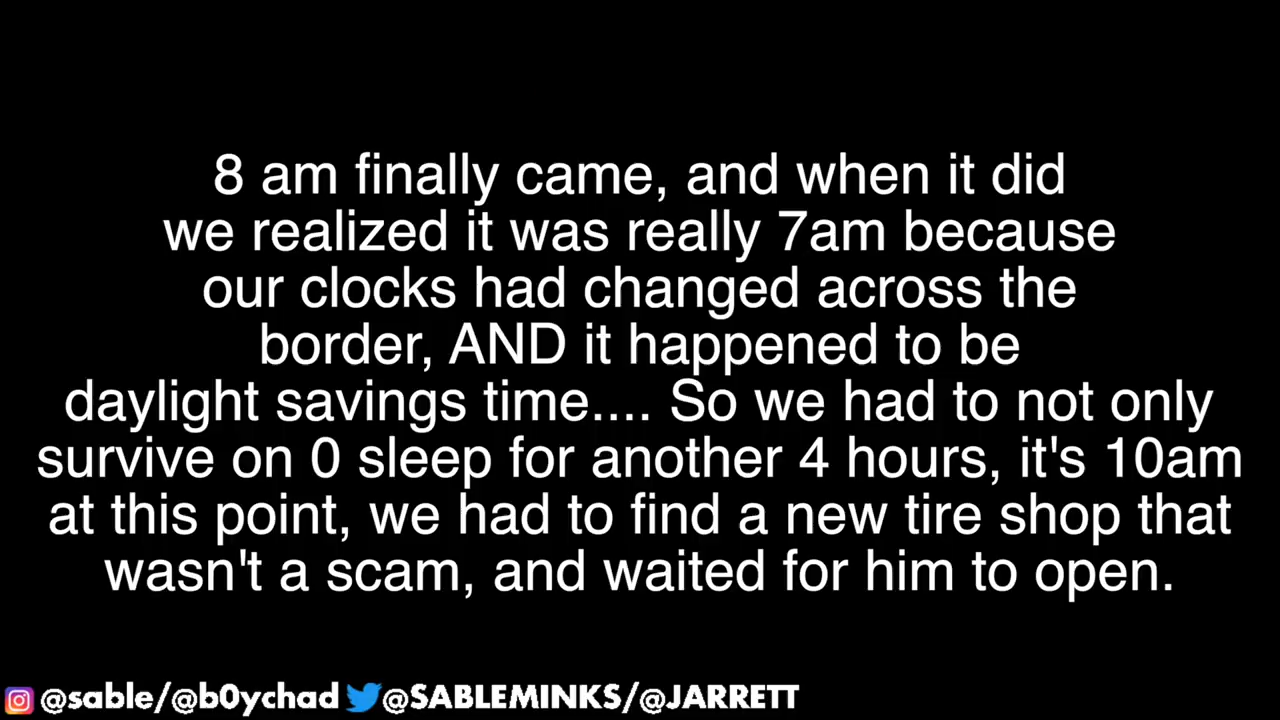 8 am finally came, and when it did
we realized it was really 7am because
our clocks had changed across the
border, AND it happened to be
daylight savings time.... So we had to not only
survive on 0 sleep for another 4 hours, it's 10am
at this point, we had to find a new tire shop that
wasn't a scam, and waited for him to open.
@sable/@b0ychad @SABLEMINKS/@JARRETT